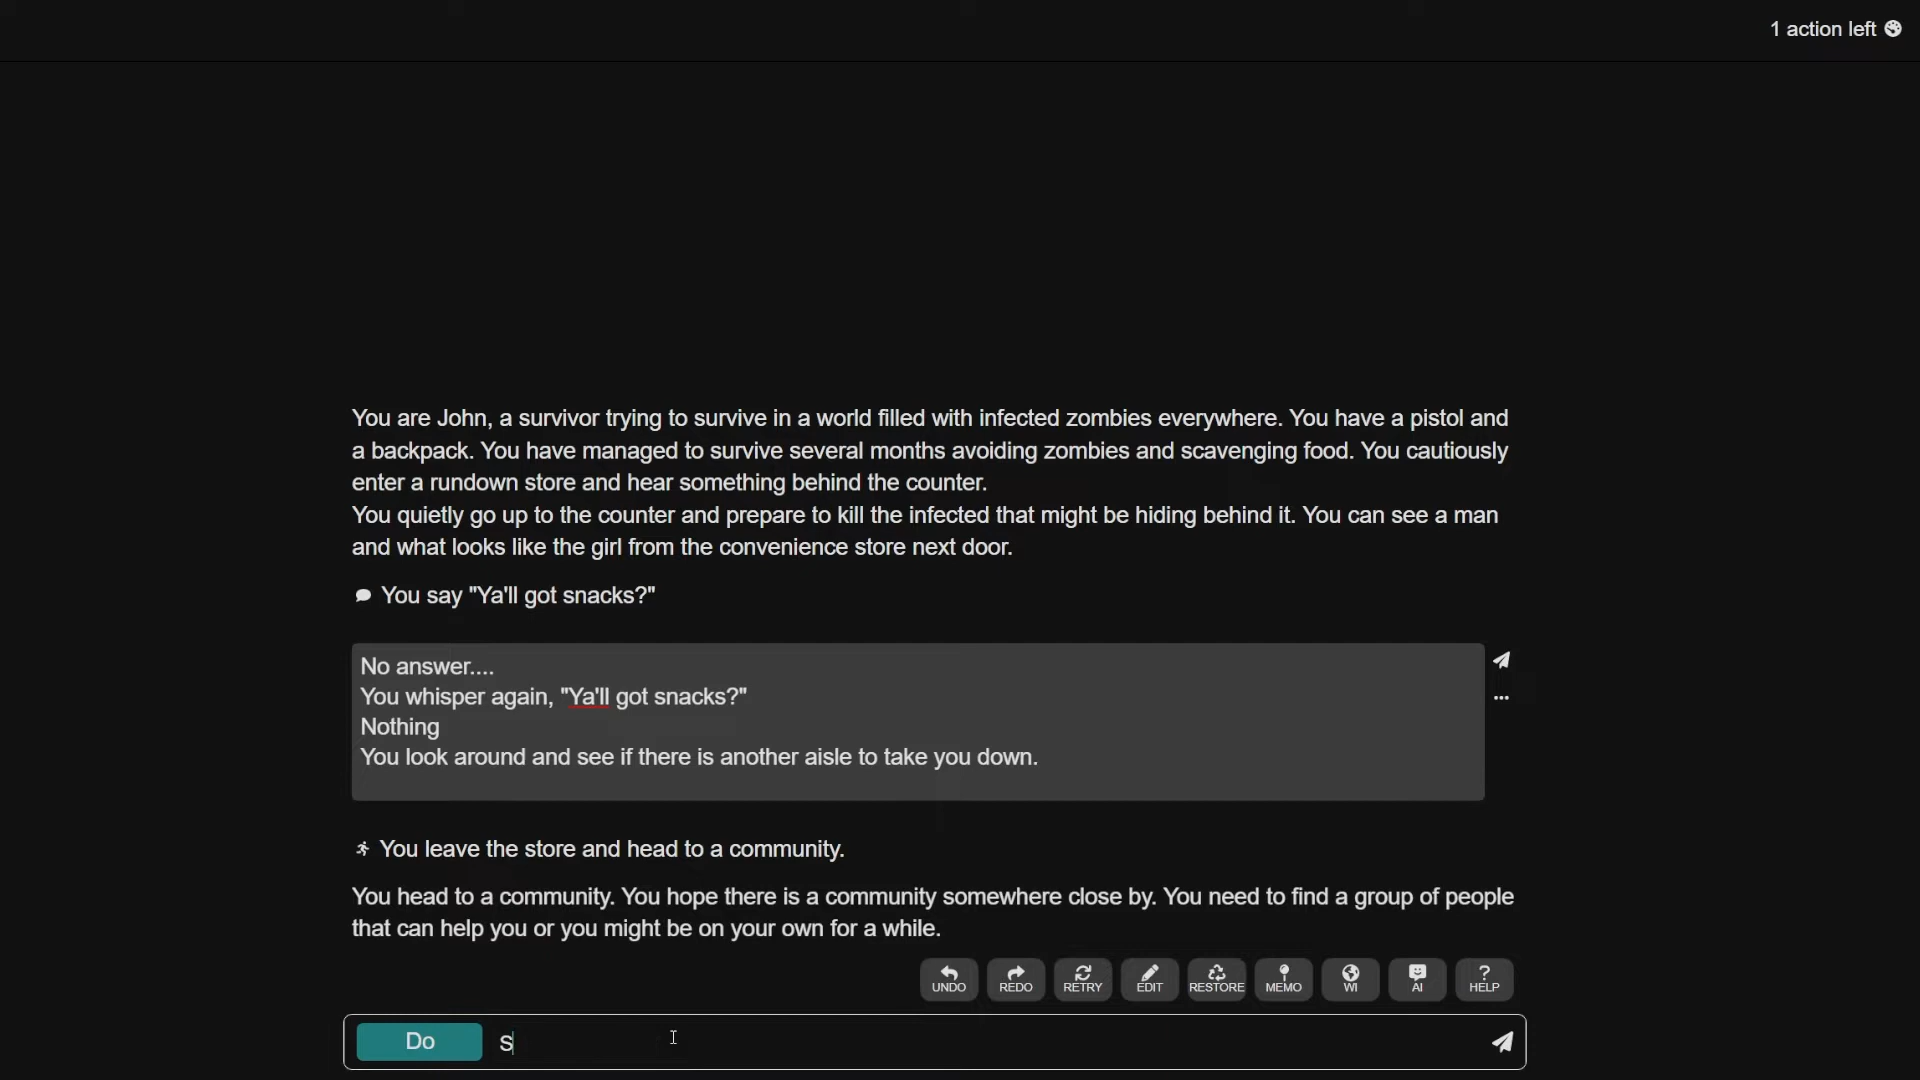 1 action left
You are John, a survivor trying to survive in a world filled with infected zombies everywhere. You have a pistol and
a backpack. You have managed to survive several months avoiding zombies and scavenging food. You cautiously
enter a rundown store and hear something behind the counter.
You quietly go up to the counter and prepare to kill the infected that might be hiding behind it. You can see a man
and what looks like the girl from the convenience store next door.
You say "Ya'll got snacks?"
No answer....
You whisper again, "Ya'll got snacks?"
Nothing
You look around and see if there is another aisle to take you down.
You leave the store and head to a community.
You head to a community. You hope there is a community somewhere close by. You need to find a group of people
that can help you or you might be on your own for a while.
UNDO REDO RETRY EDIT RESTORE MEMO WI AI HELP
Do S